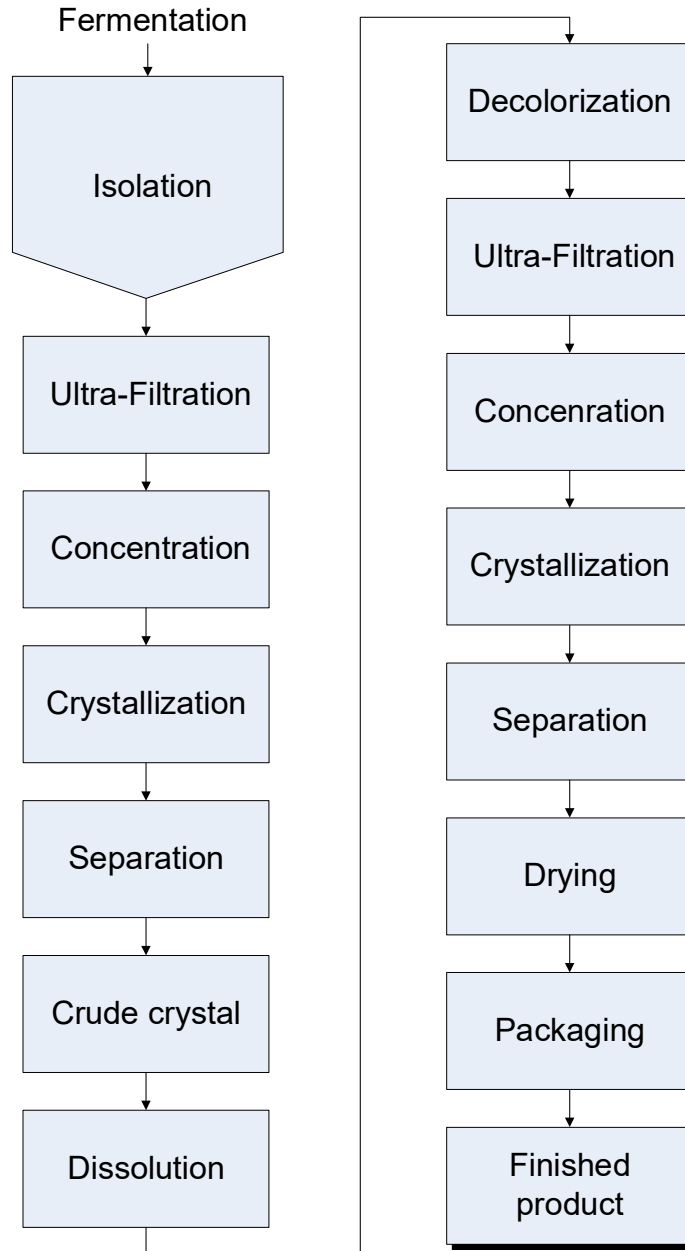 Fermentation
Isolation
Ultra-Filtration
Concentration
Crystallization
Separation
Crude crystal
Dissolution
Decolorization
Ultra-Filtration
Concenration
Crystallization
Separation
Drying
Packaging
Finished
product